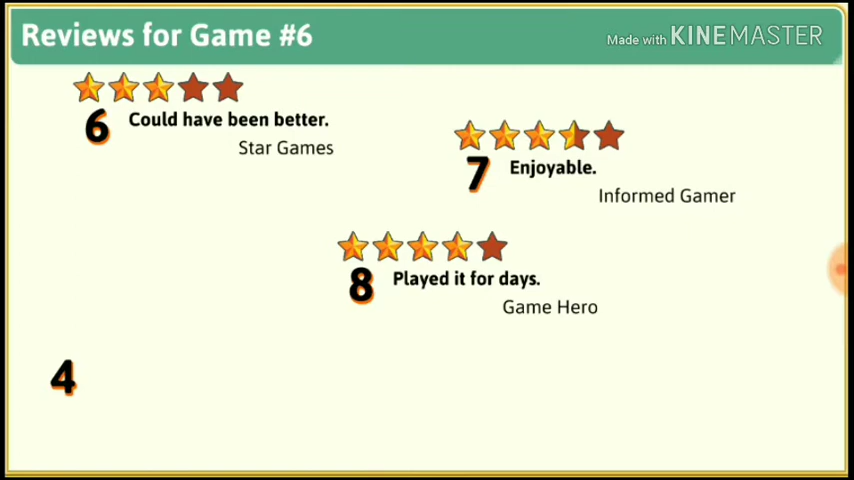 Reviews for Game #6
Made with KINEMASTER
6 Could have been better.
Star Games
7 Enjoyable.
Informed Gamer
8 Played it for days.
Game Hero
4